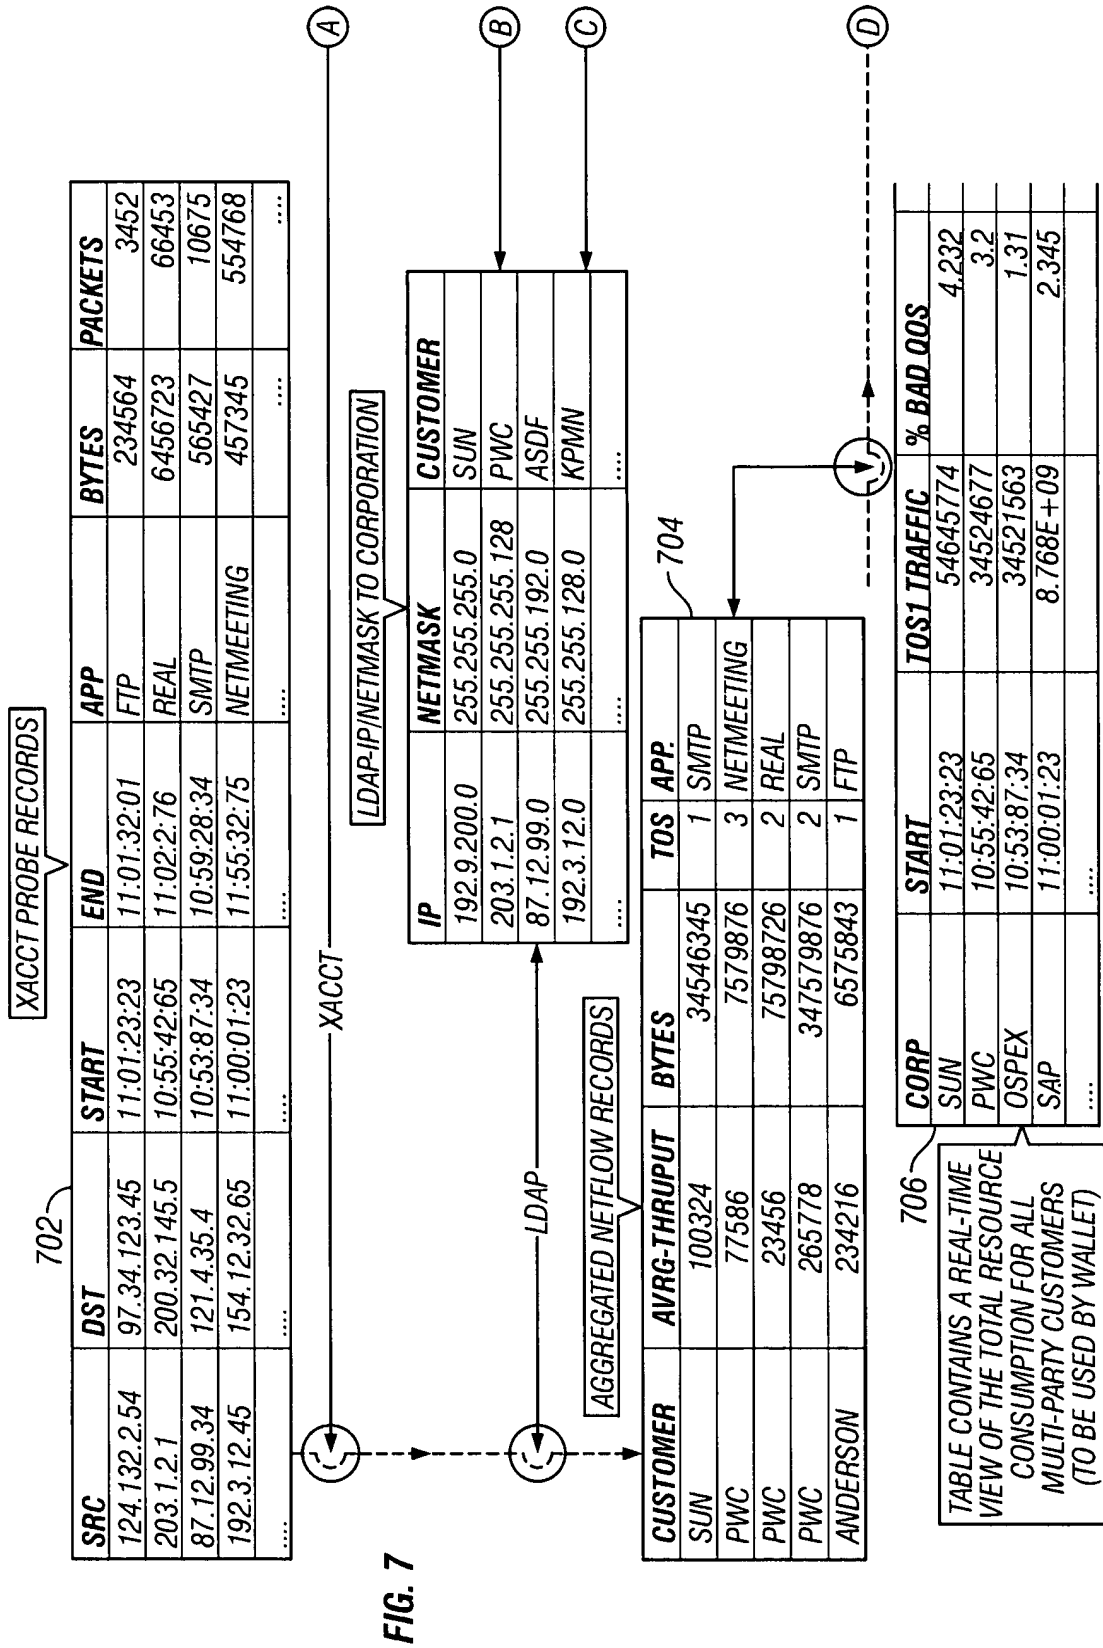 XACCT PROBE RECORDS
702
SRC DST START END APP BYTES PACKETS
124.132.2.54 97.34.123.45 11:01:23:23 11:01:32:01 FTP 234564 3452
203.1.2.1 200.32.145.5 10:55:42:65 11:02:2:76 REAL 6456723 66453
87.12.99.34 121.4.35.4 10:53:87:34 10:59:28:34 SMTP 565427 10675
192.3.12.45 154.12.32.65 11:00:01:23 11:55:32:75 NETMEETING 457345 554768
.... .... .... .... .... .... ....
XACCT
A
FIG. 7
LDAP-IP/NETMASK TO CORPORATION
IP NETMASK CUSTOMER
192.9.200.0 255.255.255.0 SUN
203.1.2.1 255.255.255.128 PWC
87.12.99.0 255.255.192.0 ASDF
192.3.12.0 255.255.128.0 KPMN
.... .... ....
B
C
LDAP
AGGREGATED NETFLOW RECORDS
704
CUSTOMER AVRG-THRUPUT BYTES TOS APP.
SUN 100324 34546345 1 SMTP
PWC 77586 7579876 3 NETMEETING
PWC 23456 75798726 2 REAL
PWC 265778 347579876 2 SMTP
ANDERSON 234216 6575843 1 FTP
D
706
CORP START TOS1 TRAFFIC % BAD QOS
SUN 11:01:23:23 54645774 4.232
PWC 10:55:42:65 34524677 3.2
OSPEX 10:53:87:34 34521563 1.31
SAP 11:00:01:23 8.768E+09 2.345
.... ....
TABLE CONTAINS A REAL-TIME
VIEW OF THE TOTAL RESOURCE
CONSUMPTION FOR ALL
MULTI-PARTY CUSTOMERS
(TO BE USED BY WALLET)